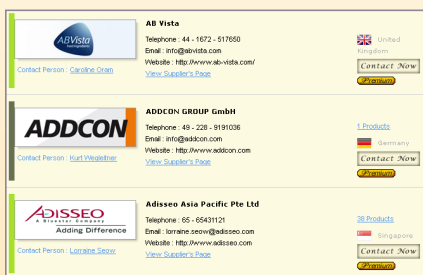 ABVista
Contact Person : Caroline Oram
AB Vista
Telephone : 44 - 1672 - 517650
Email : info@abvista.com
Website : http://www.ab-vista.com/
View Supplier's Page
United Kingdom
Contact Now
Premium
ADDCON
Contact Person : Kurt Wegleitner
ADDCON GROUP GmbH
Telephone : 49 - 228 - 9191036
Email : info@addcon.com
Website : http://www.addcon.com
View Supplier's Page
1 Products
Germany
Contact Now
Premium
ADISSEO
A Bluestar Company
Adding Difference
Contact Person : Lorraine Seow
Adisseo Asia Pacific Pte Ltd
Telephone : 65 - 65431121
Email : lorraine.seow@adisseo.com
Website : http://www.adisseo.com
View Supplier's Page
38 Products
Singapore
Contact Now
Premium